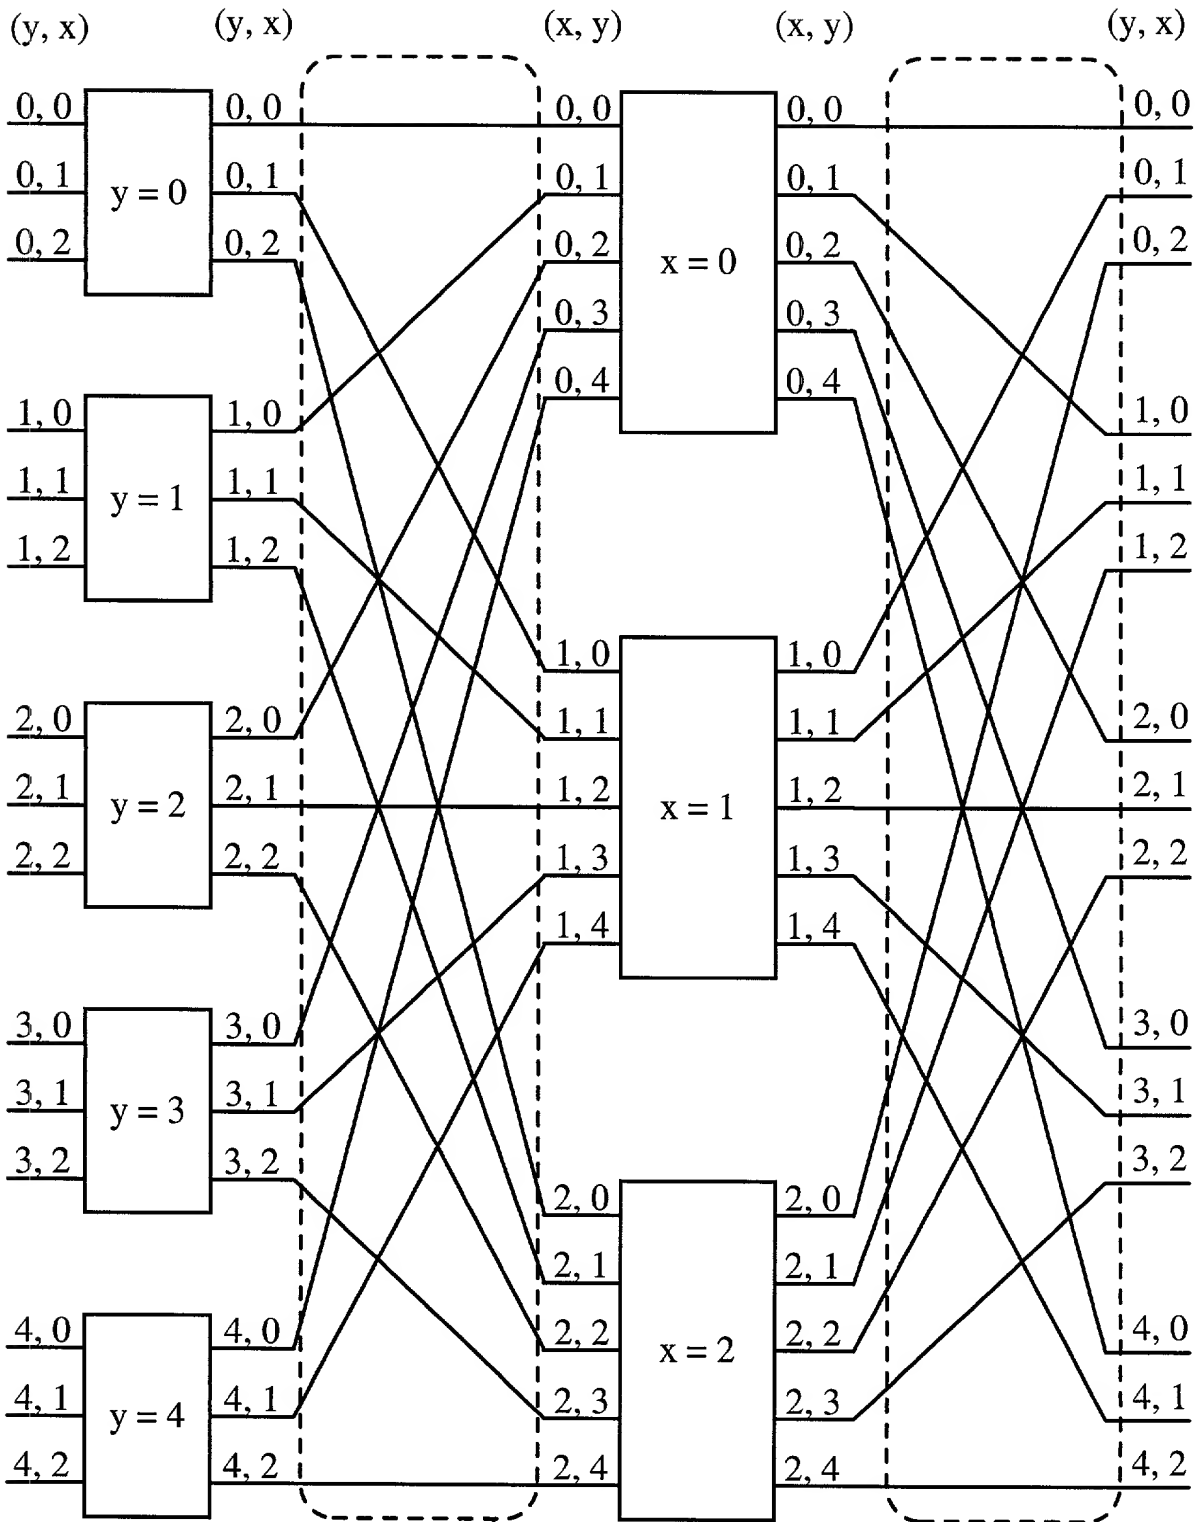 (y, x) (y, x) (x, y) (x, y) (y, x)
0, 0 0, 0 0, 0 0, 0 0, 0
0, 1 y = 0 0, 1 0, 1 0, 1 0, 1
0, 2 0, 2 0, 2 x = 0 0, 2 0, 2
0, 3 0, 3
0, 4 0, 4
1, 0 1, 0 1, 0
1, 1 y = 1 1, 1 1, 1
1, 2 1, 2 1, 2
1, 0 1, 0
2, 0 2, 0 1, 1 1, 1 2, 0
2, 1 y = 2 2, 1 1, 2 x = 1 1, 2 2, 1
2, 2 2, 2 1, 3 1, 3 2, 2
1, 4 1, 4
3, 0 3, 0 3, 0
3, 1 y = 3 3, 1 3, 1
3, 2 3, 2 3, 2
2, 0 2, 0
2, 1 2, 1
4, 0 4, 0 2, 2 x = 2 2, 2 4, 0
4, 1 y = 4 4, 1 2, 3 2, 3 4, 1
4, 2 4, 2 2, 4 2, 4 4, 2